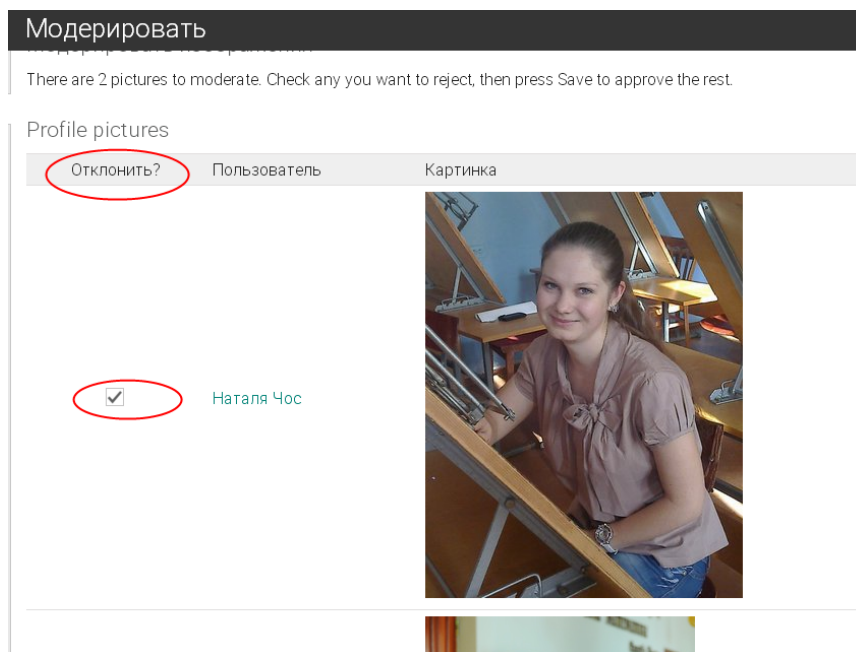 Модерировать
There are 2 pictures to moderate. Check any you want to reject, then press Save to approve the rest.
Profile pictures
Отклонить? Пользователь Картинка
Наталя Чос